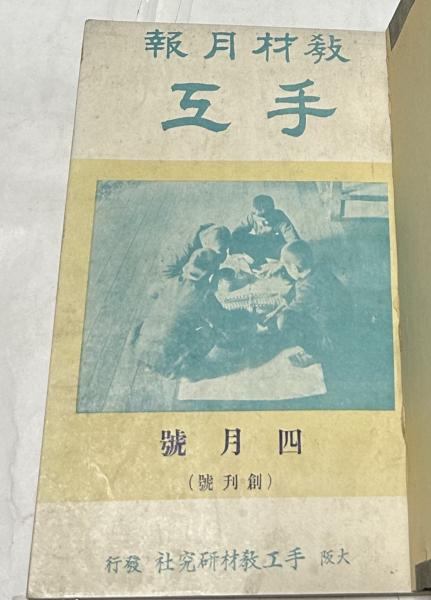 教材月報
手工
四月號
(創刊號)
大阪 手工教材研究社 發行